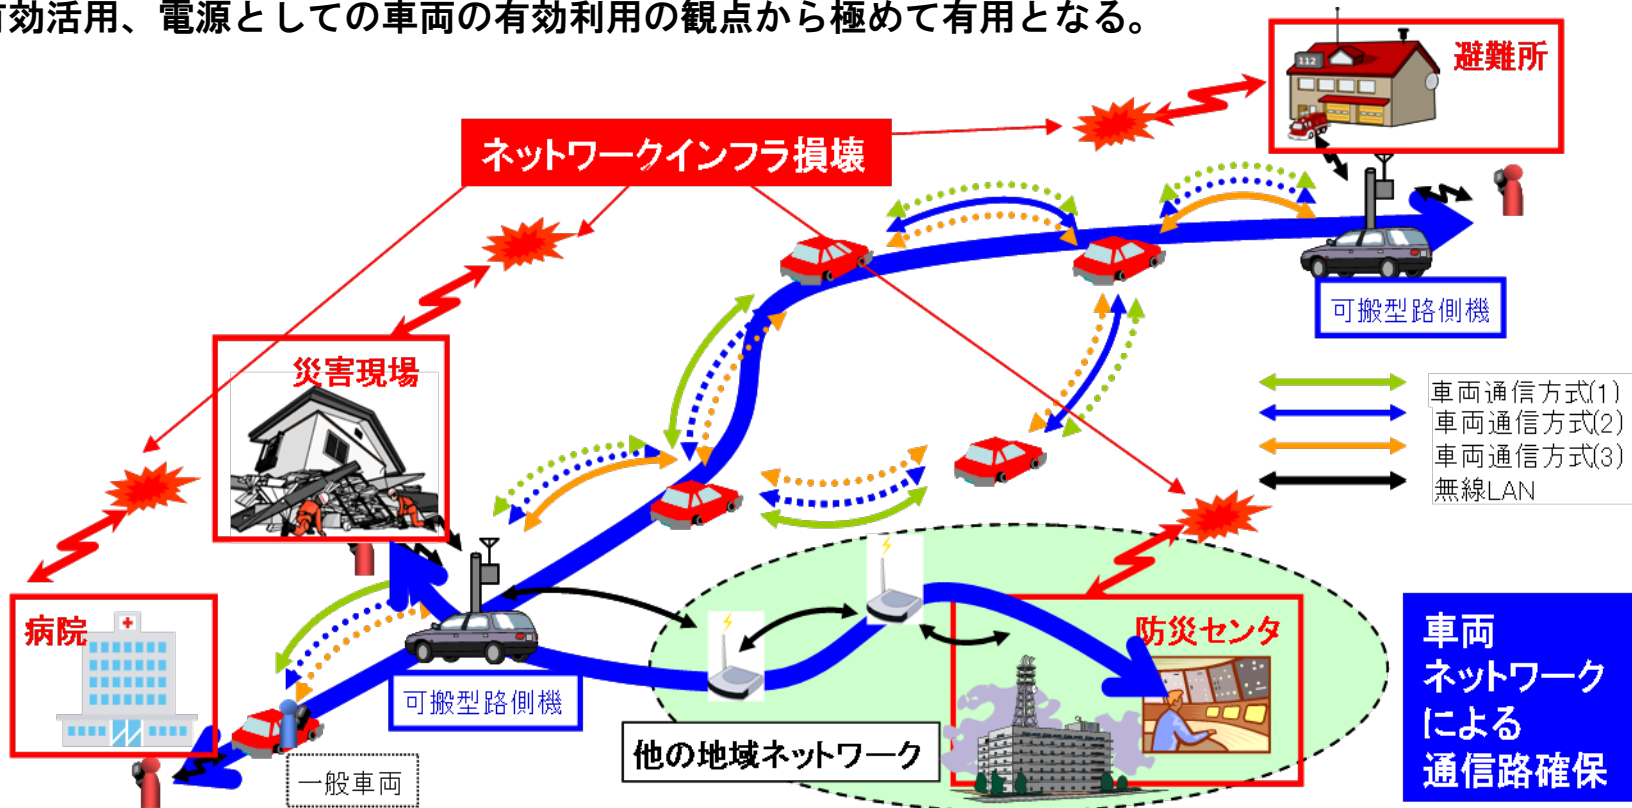 有効活用、電源としての車両の有効利用の観点から極めて有用となる。
避難所
112
ネットワークインフラ損壊
可搬型路側機
災害現場
車両通信方式(1)
車両通信方式(2)
車両通信方式(3)
無線LAN
病院
防災センタ
可搬型路側機
他の地域ネットワーク
一般車両
車両
ネットワーク
による
通信路確保